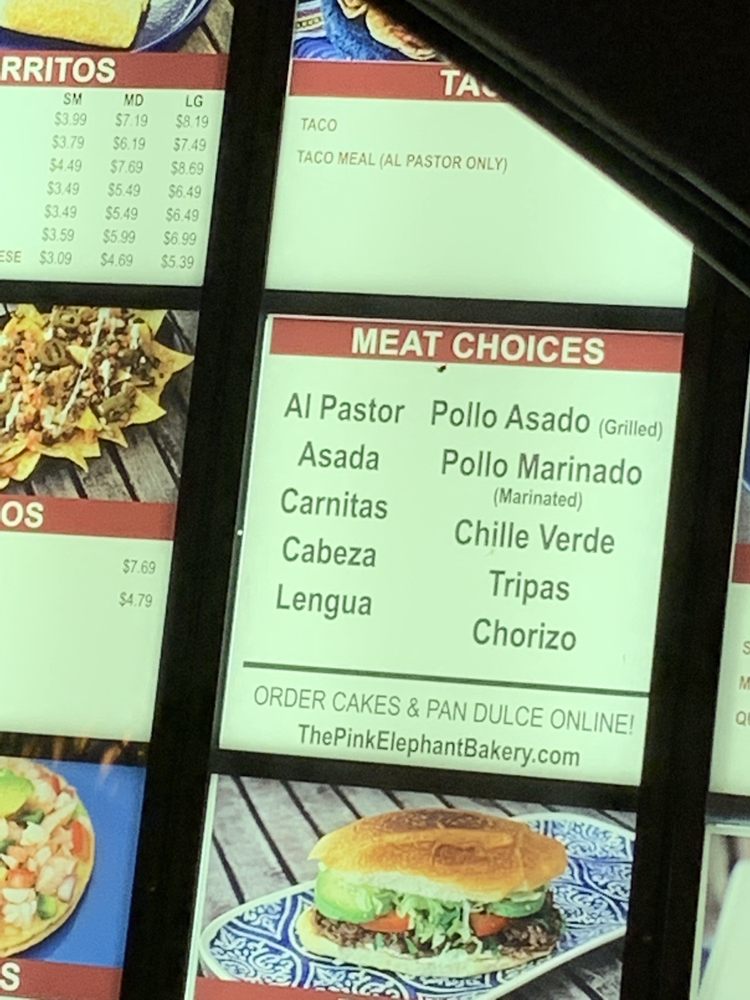 RRITOS
SM MD LG
$3.99 $7.19 $8.19
$3.79 $6.19 $7.49
$4.49 $7.69 $8.69
$3.49 $5.49 $6.49
$3.49 $5.49 $6.49
$3.59 $5.99 $6.99
ESE $3.09 $4.69 $5.39
OS
$7.69
$4.79
S
TAC
TACO
TACO MEAL (AL PASTOR ONLY)
MEAT CHOICES
Al Pastor
Asada
Carnitas
Cabeza
Lengua
Pollo Asado (Grilled)
Pollo Marinado
(Marinated)
Chille Verde
Tripas
Chorizo
ORDER CAKES & PAN DULCE ONLINE!
ThePinkElephantBakery.com
S
M
QU